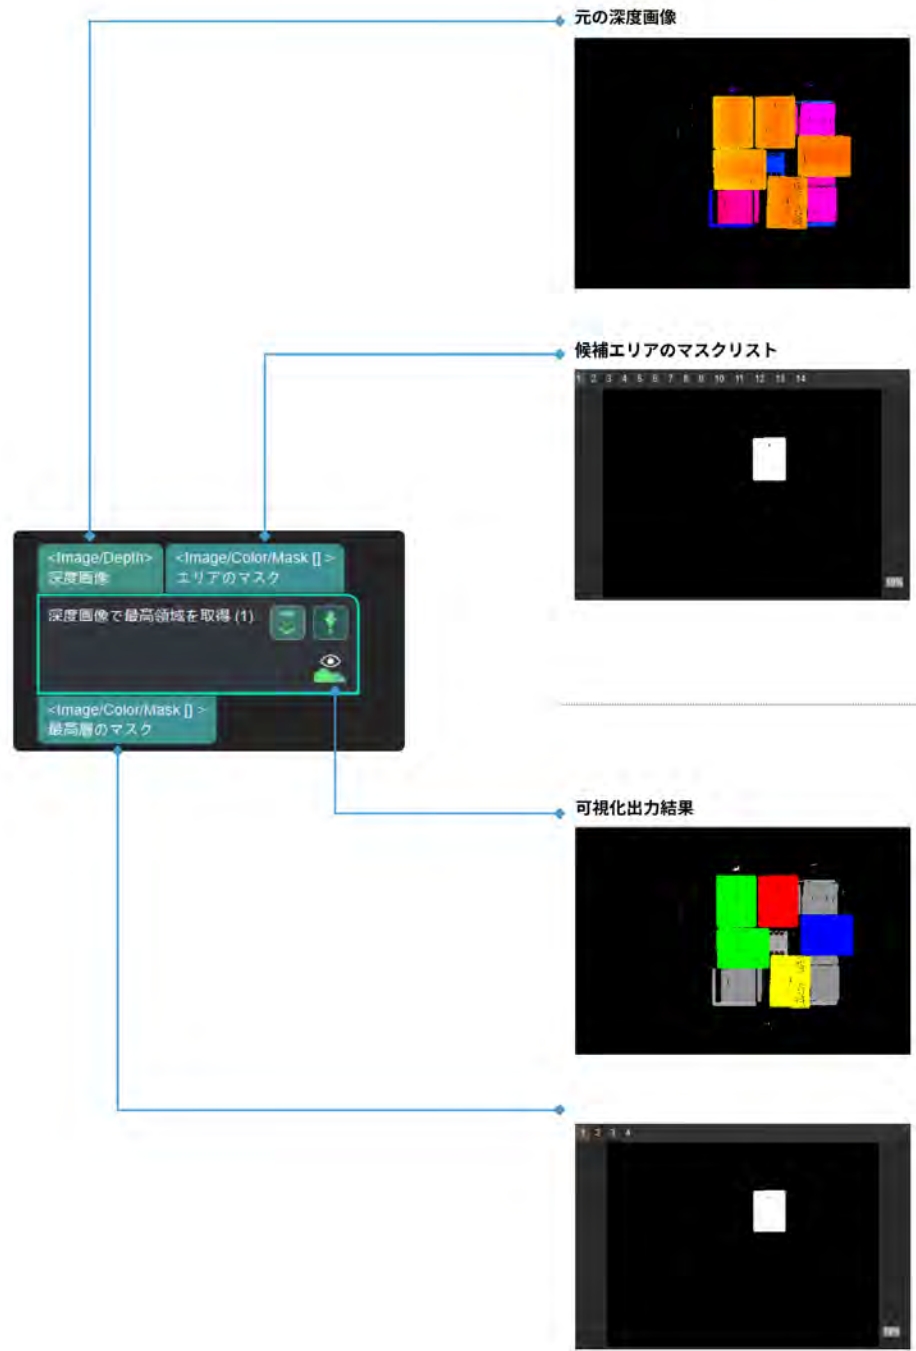 元の深度画像
候補エリアのマスクリスト
1 2 3 4 5 6 7 8 9 10 11 12 13 14
<Image/Depth>
深度画像
<Image/Color/Mask [] >
エリアのマスク
深度画像で最高領域を取得 (1)
<Image/Color/Mask [] >
最高層のマスク
可視化出力結果
1 2 3 4